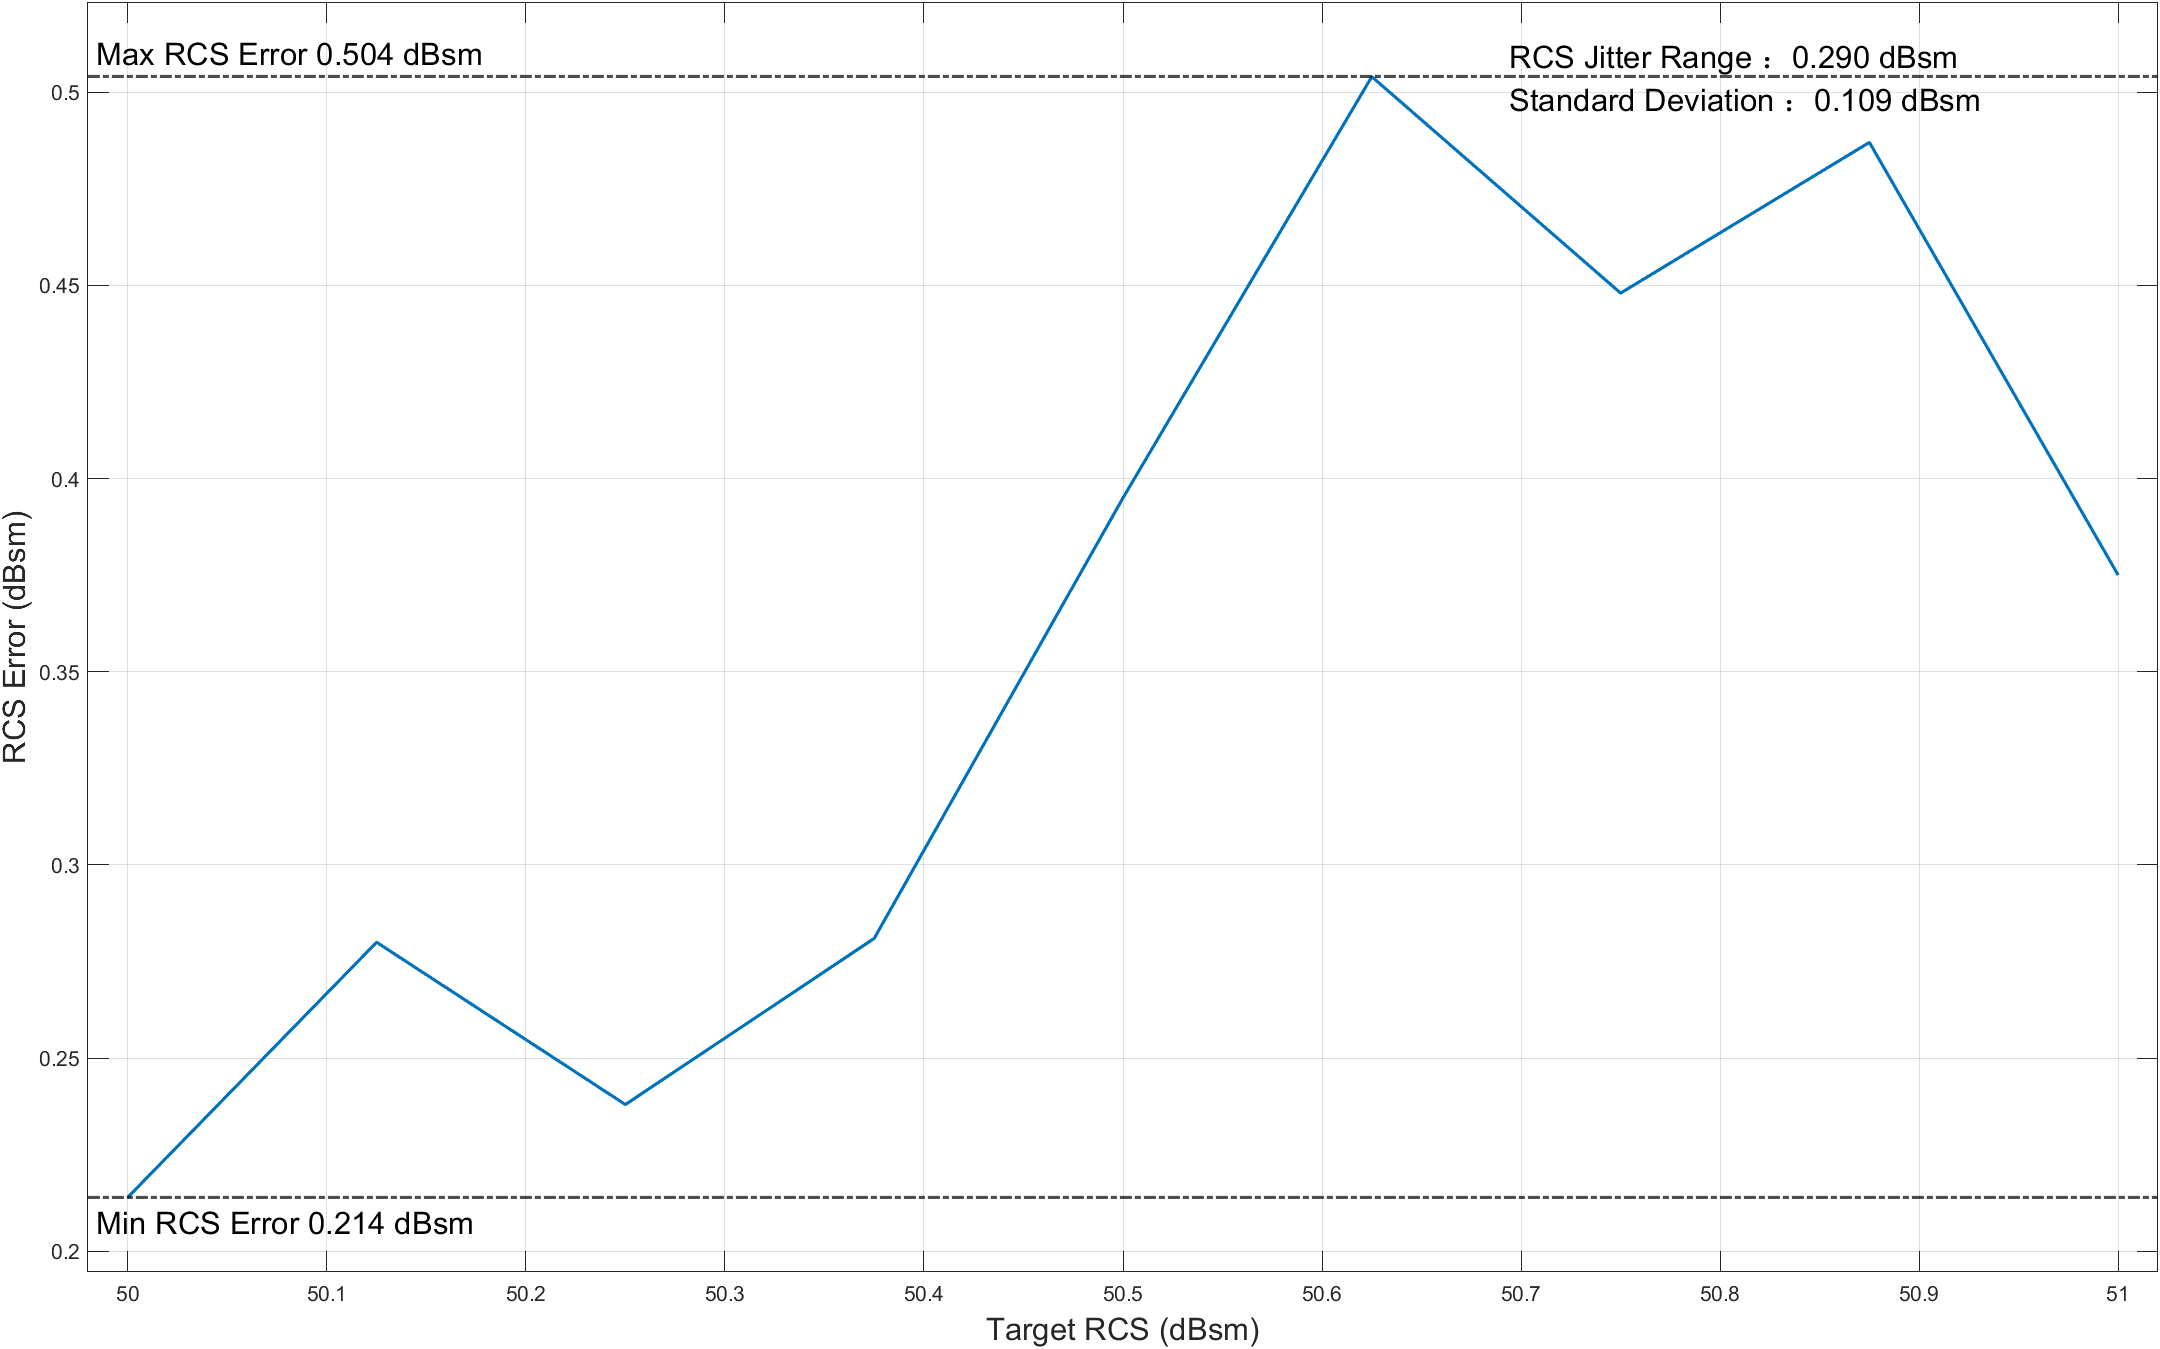 Max RCS Error 0.504 dBsm
RCS Jitter Range：0.290 dBsm
Standard Deviation：0.109 dBsm
0.5
0.45
0.4
0.35
0.3
0.25
0.2
RCS Error (dBsm)
Min RCS Error 0.214 dBsm
50 50.1 50.2 50.3 50.4 50.5 50.6 50.7 50.8 50.9 51
Target RCS (dBsm)